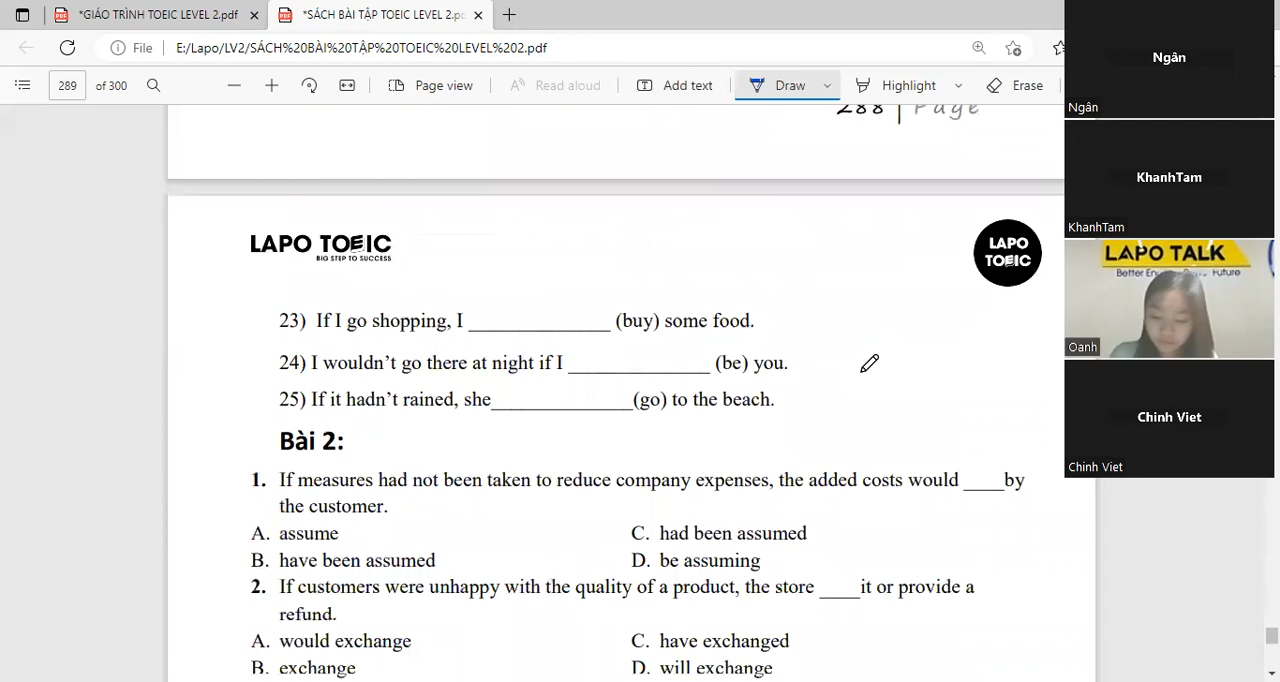 *GIÁO TRÌNH TOEIC LEVEL 2.pdf
*SÁCH BÀI TẬP TOEIC LEVEL 2.pd
File
E:/Lapo/LV2/SÁCH%20BÀI%20TẬP%20TOEIC%20LEVEL%202.pdf
289 of 300
Page view
Read aloud
Add text
Draw
Highlight
Erase
288 | Page
LAPO TOEIC
BIG STEP TO SUCCESS
LAPO
TOEIC
23) If I go shopping, I ______________ (buy) some food.
24) I wouldn't go there at night if I ______________ (be) you.
25) If it hadn't rained, she______________(go) to the beach.
Bài 2:
1. If measures had not been taken to reduce company expenses, the added costs would ____by
the customer.
A. assume
C. had been assumed
B. have been assumed
D. be assuming
2. If customers were unhappy with the quality of a product, the store ____it or provide a
refund.
A. would exchange
C. have exchanged
B. exchange
D. will exchange
Ngân
Ngân
KhanhTam
KhanhTam
LAPO TALK
Future
Oanh
Chinh Viet
Chinh Viet